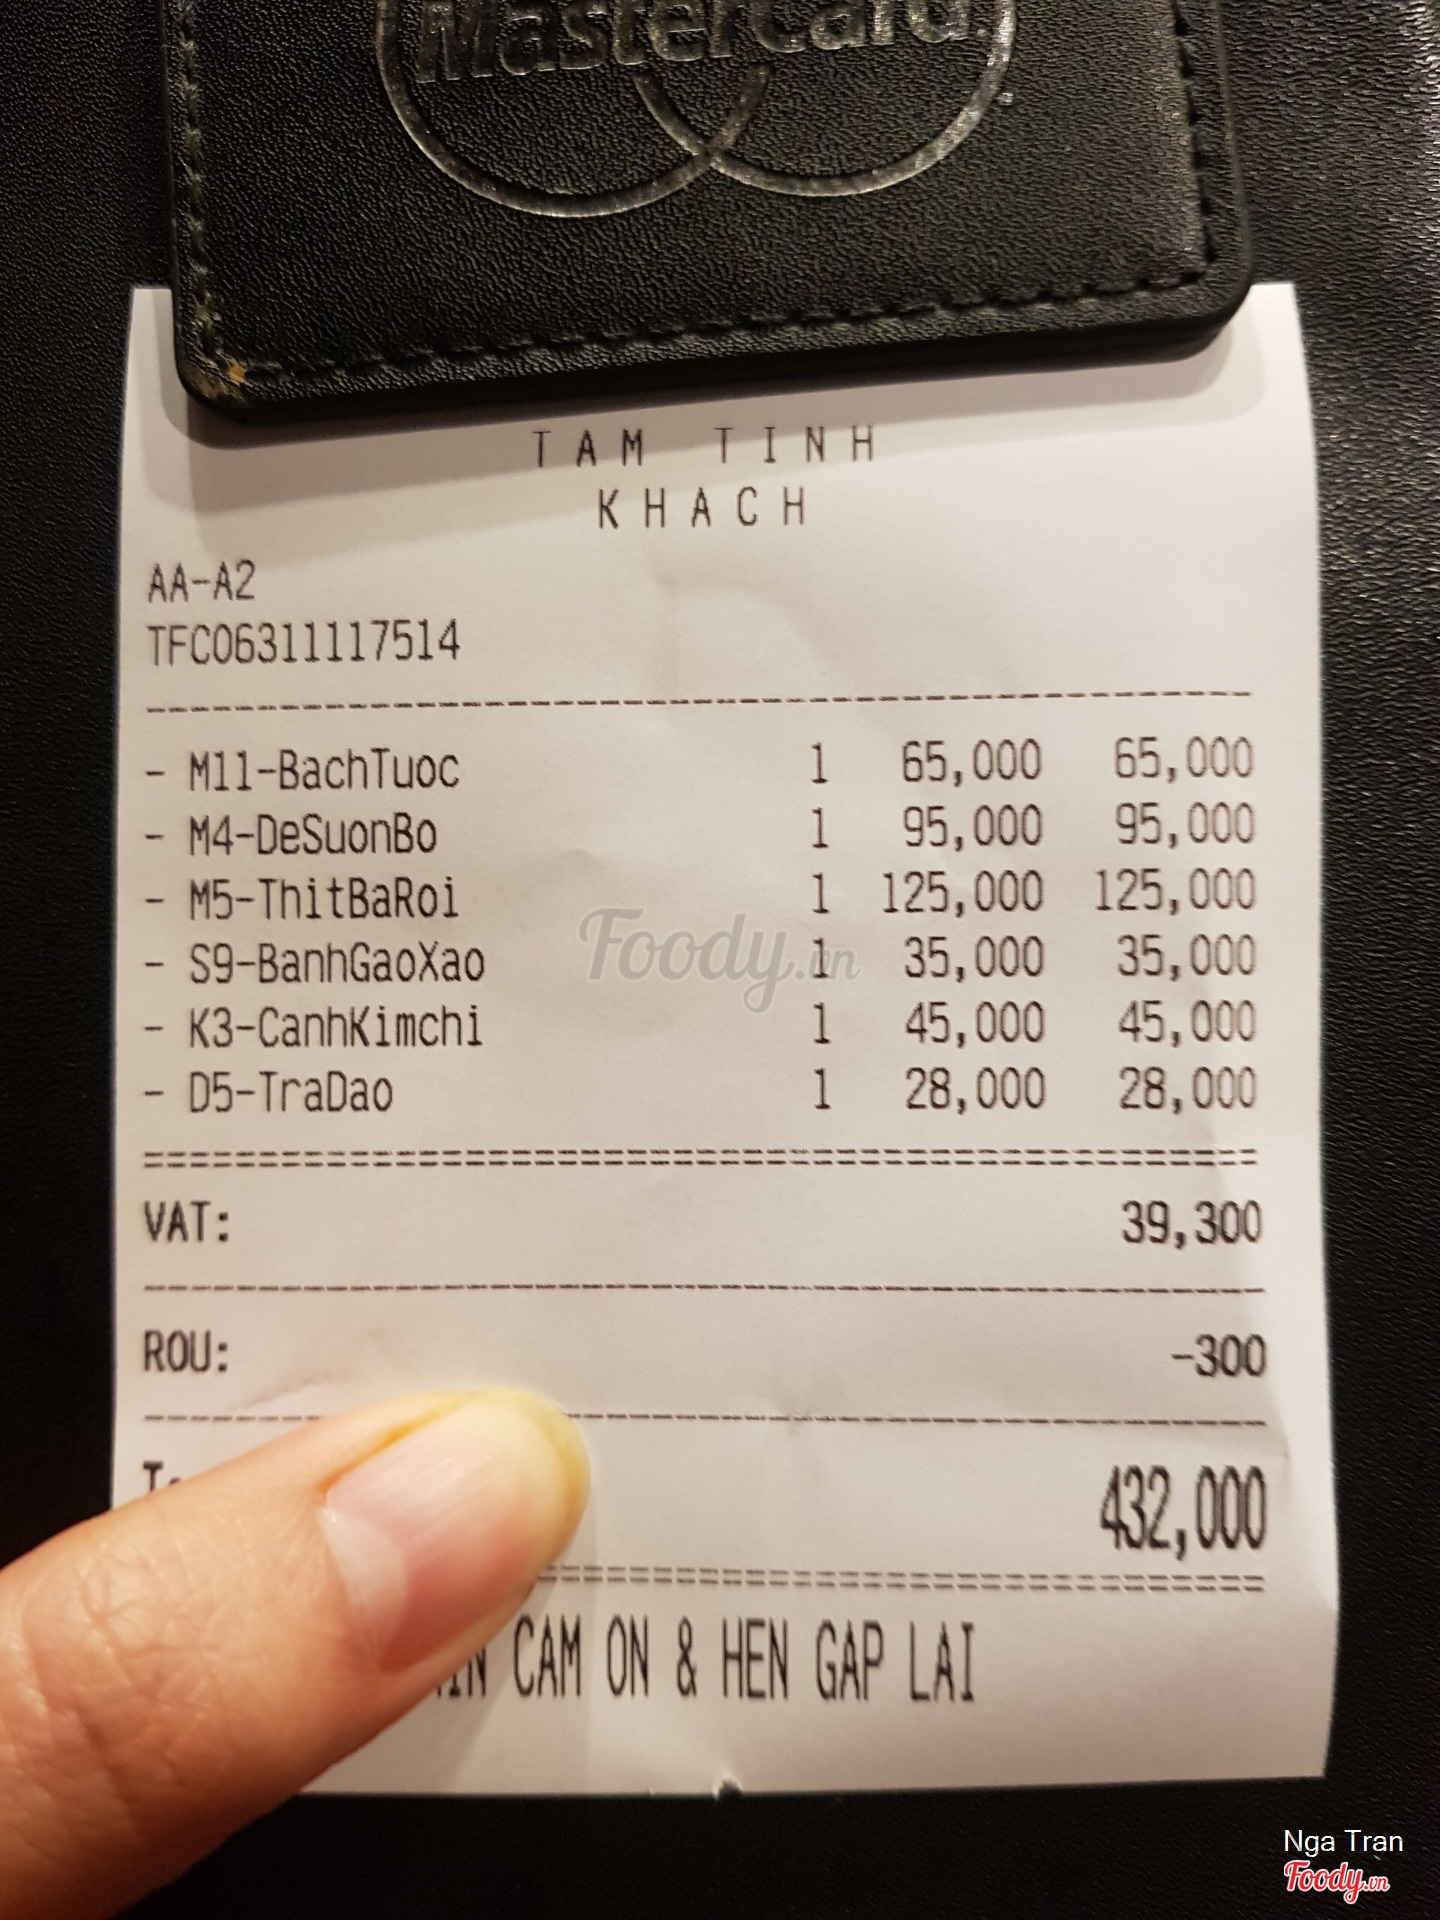 MasterCard
TAM TINH
KHACH
AA-A2
TFC06311117514
- M11-BachTuoc 1 65,000 65,000
- M4-DeSuonBo 1 95,000 95,000
- M5-ThitBaRoi 1 125,000 125,000
- S9-BanhGaoXao 1 35,000 35,000
- K3-CanhKimchi 1 45,000 45,000
- D5-TraDao 1 28,000 28,000
Foody.vn
VAT: 39,300
ROU: -300
432,000
CAM ON & HEN GAP LAI
Nga Tran
Foody.vn